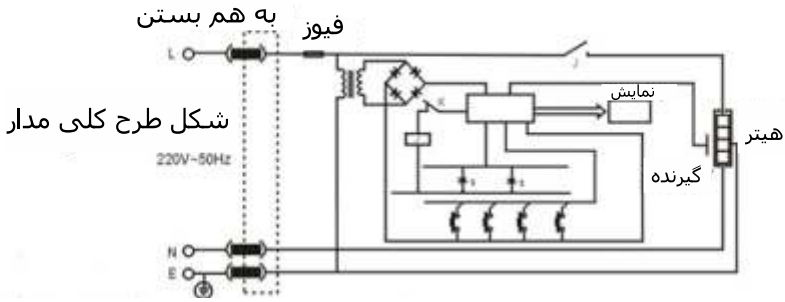 به هم بستن
فیوز
L
J
نمایش
K
شکل طرح کلی مدار
هیتر
220V~50Hz
گیرنده
N
E